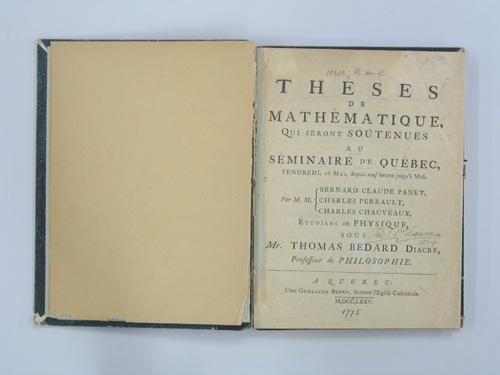 THÈSES
DE
MATHÉMATIQUE,
QUI SERONT SOUTENUES
AU
SÉMINAIRE DE QUÉBEC,
VENDREDI, 26 MAI, depuis neuf heures jusqu'à Midi.
Par M. M. BERNARD CLAUDE PANET,
CHARLES PERRAULT,
CHARLES CHAUVEAUX,
ÉTUDIANS en PHYSIQUE,
SOUS
Mr. THOMAS BEDARD DIACRE,
Professeur de PHILOSOPHIE.
A QUEBEC:
Chez GUILLAUME BROWN, derriere l'Eglise Cathédrale.
M,DCC,LXXV.
1775